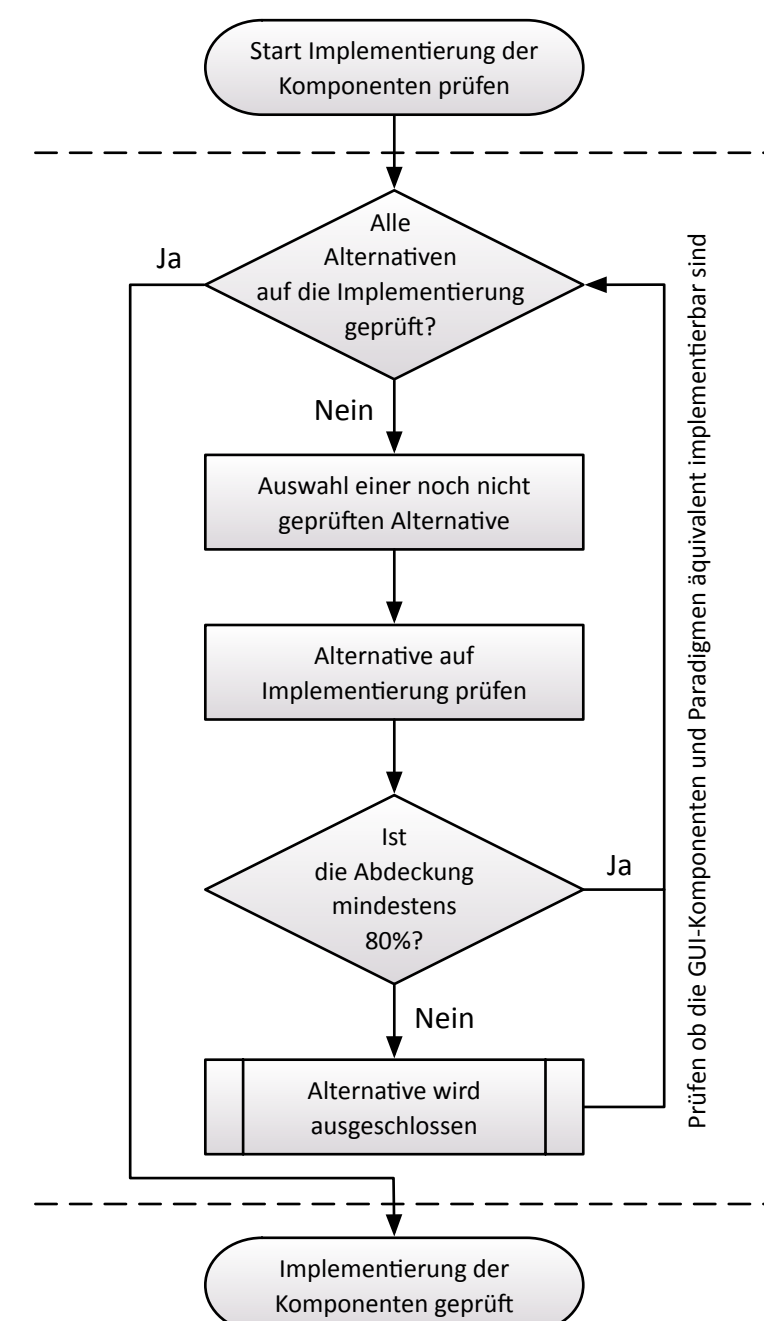 Start Implementierung der
Komponenten prüfen
Alle
Alternativen
auf die Implementierung
geprüft?
Ja
Nein
Auswahl einer noch nicht
geprüften Alternative
Alternative auf
Implementierung prüfen
Ist
die Abdeckung
mindestens
80%?
Ja
Nein
Alternative wird
ausgeschlossen
Prüfen ob die GUI-Komponenten und Paradigmen äquivalent implementierbar sind
Implementierung der
Komponenten geprüft